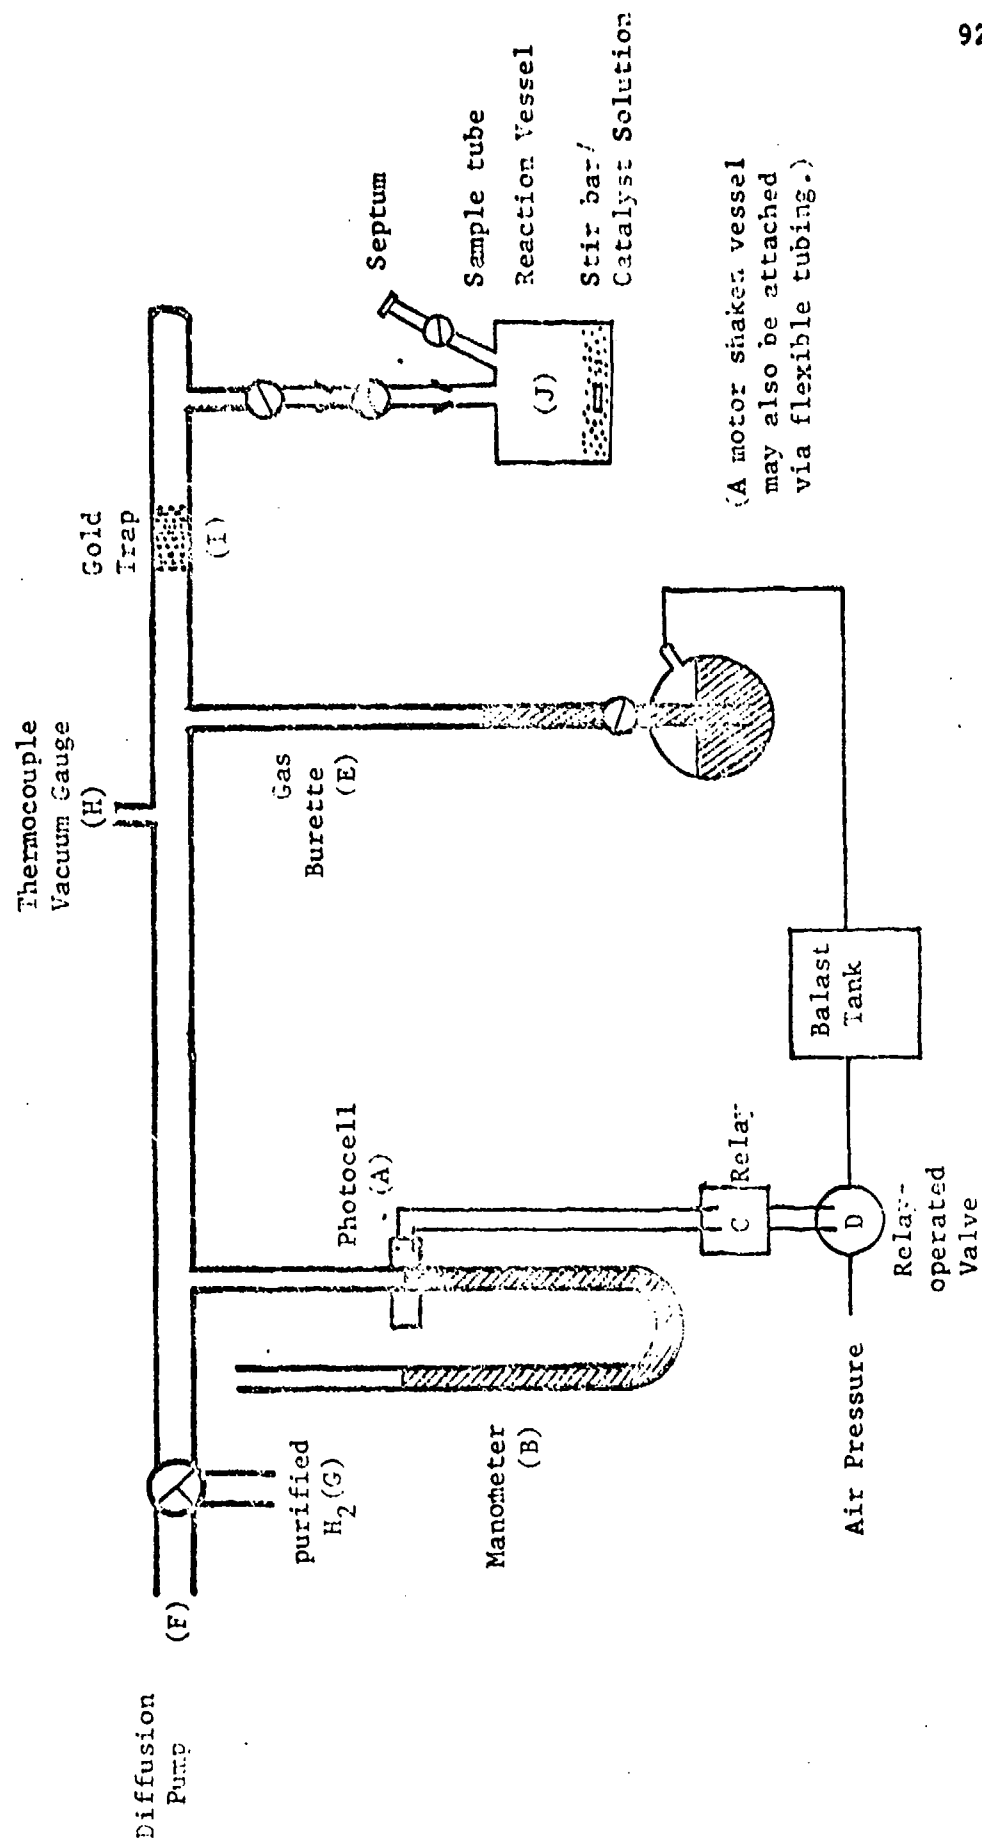 92
Diffusion
Pump
(F)
purified
H2(G)
Manometer
(B)
Photocell
(A)
C
Relay
D
Relay-
operated
Valve
Air Pressure
Balast
Tank
Thermocouple
Vacuum Gauge
(H)
Gas
Burette
(E)
Gold
Trap
(I)
Septum
Sample tube
Reaction Vessel
Stir bar/
Catalyst Solution
(J)
(A motor shaken vessel
may also be attached
via flexible tubing.)